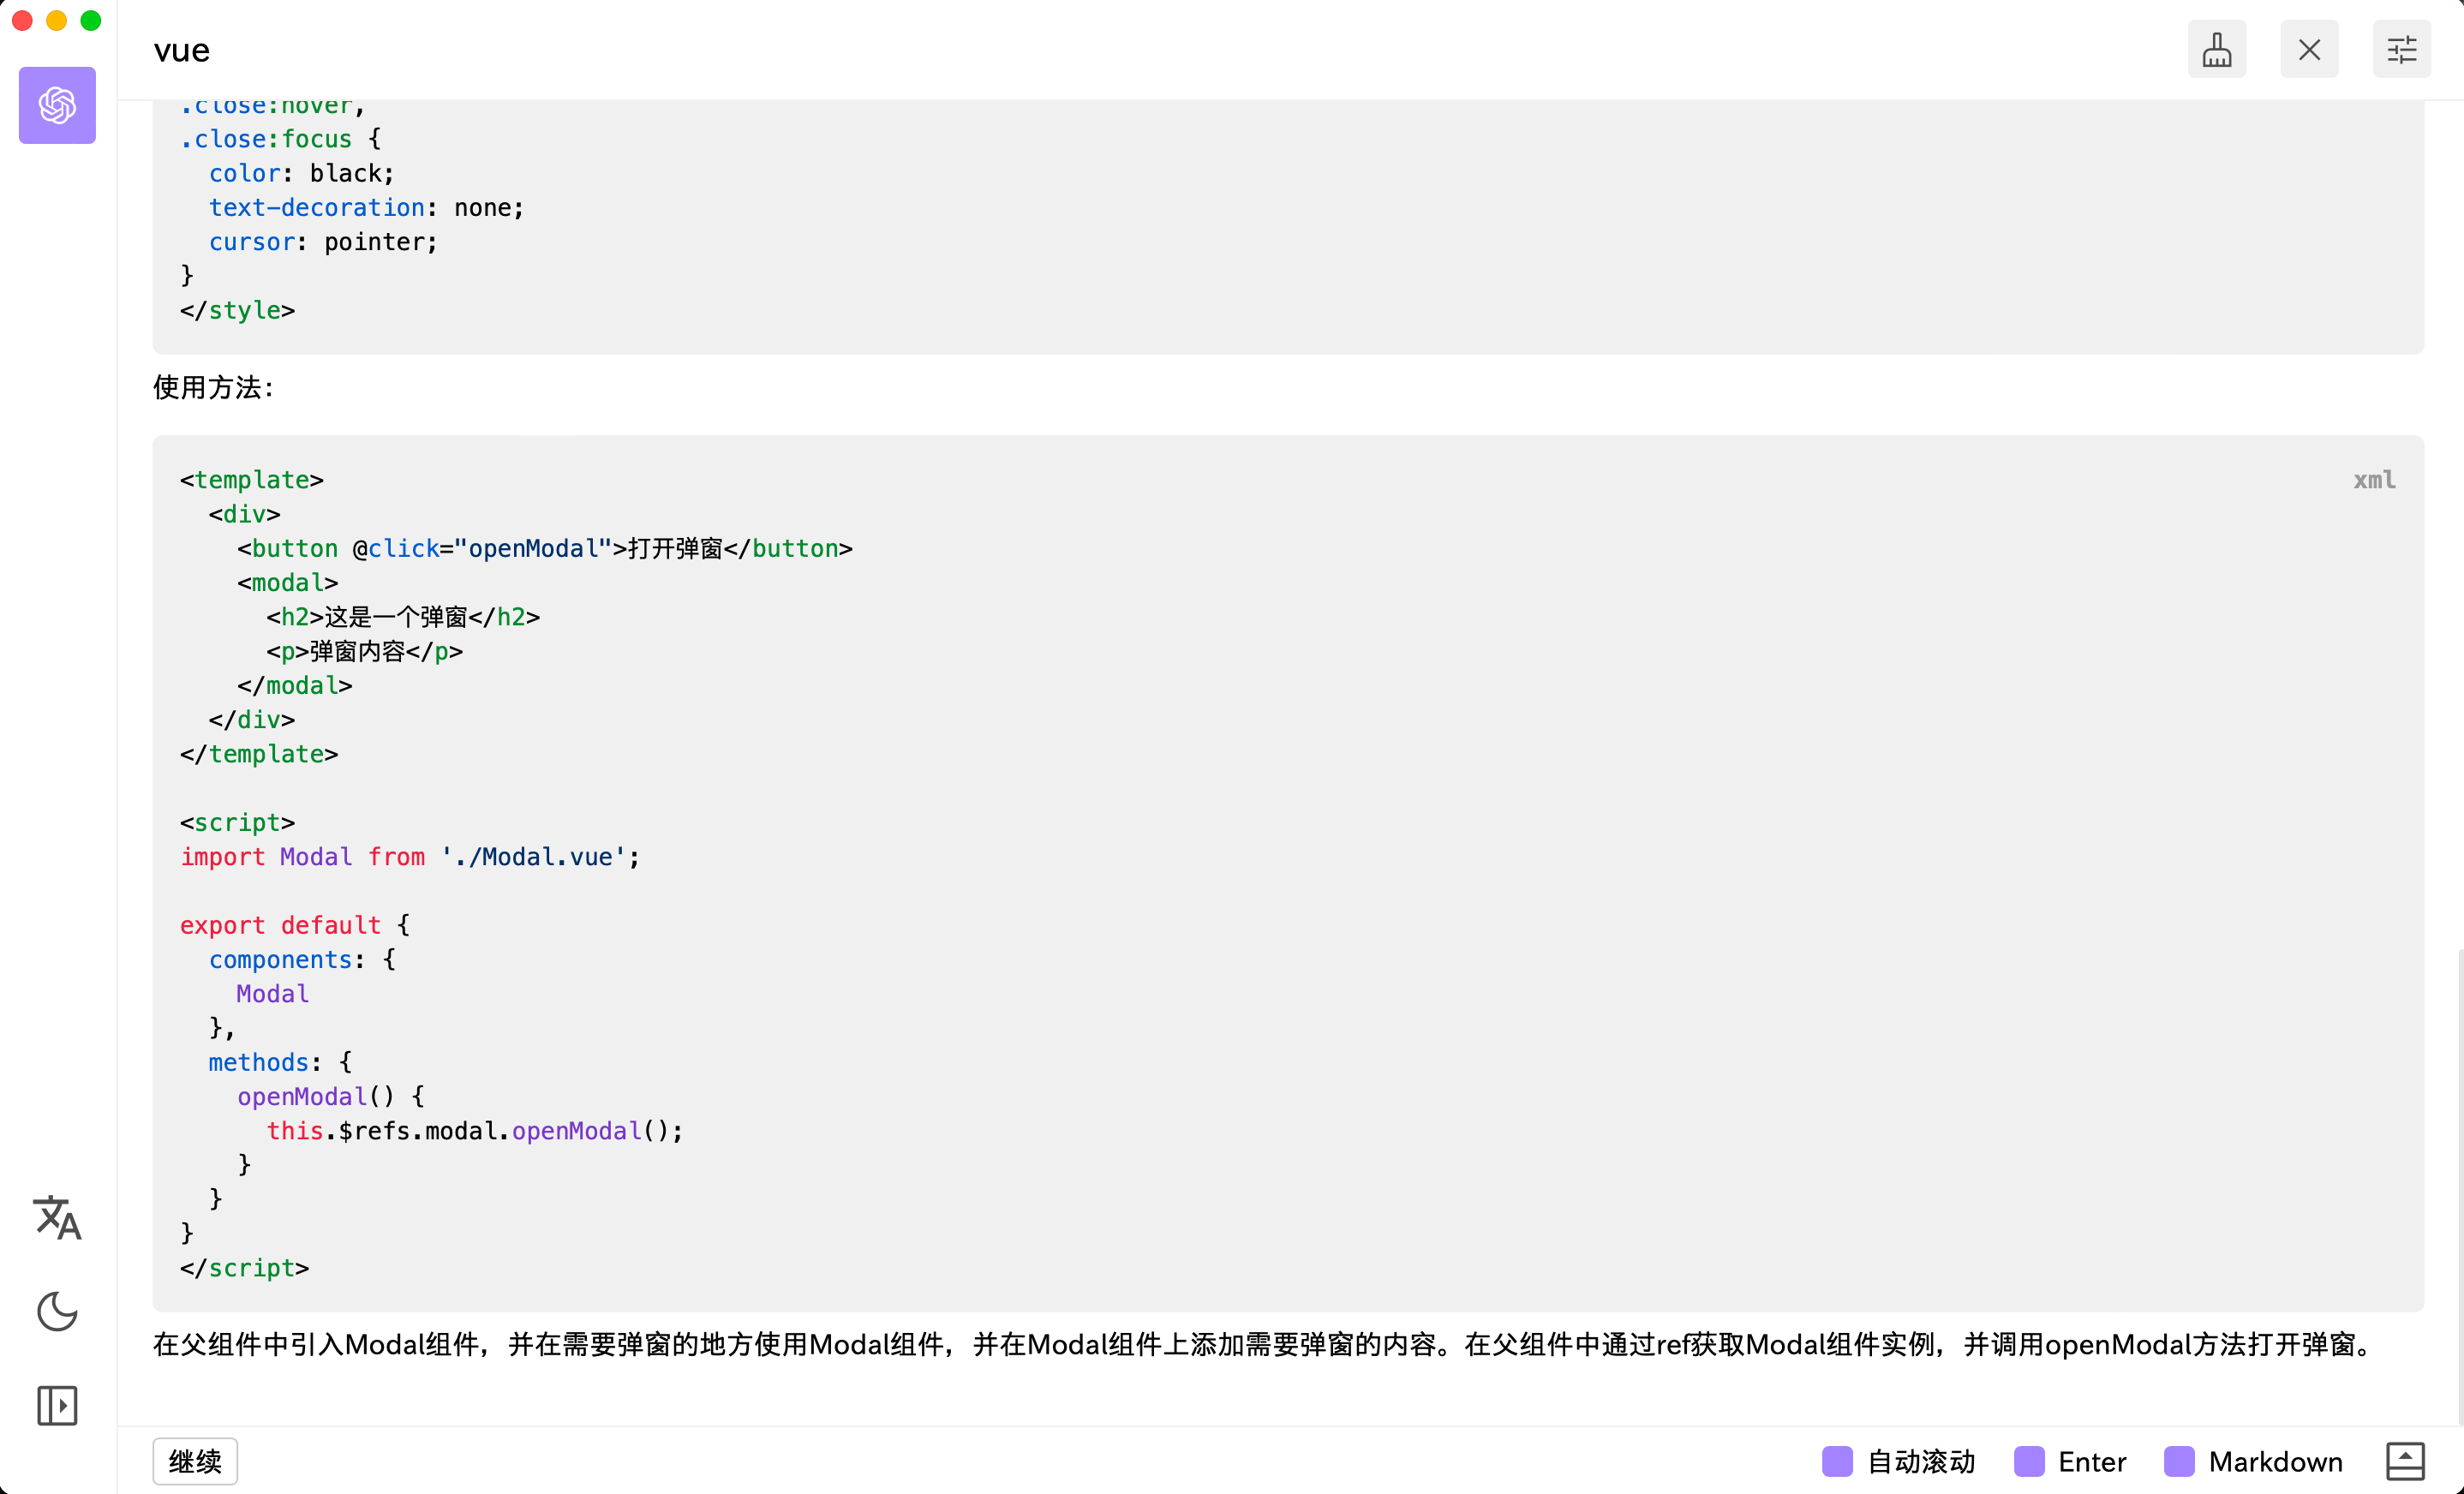 vue
.close:hover,
.close:focus {
  color: black;
  text-decoration: none;
  cursor: pointer;
}
</style>
使用方法：
xml
<template>
  <div>
    <button @click="openModal">打开弹窗</button>
    <modal>
      <h2>这是一个弹窗</h2>
      <p>弹窗内容</p>
    </modal>
  </div>
</template>
<script>
import Modal from './Modal.vue';
export default {
  components: {
    Modal
  },
  methods: {
    openModal() {
      this.$refs.modal.openModal();
    }
  }
}
</script>
在父组件中引入Modal组件，并在需要弹窗的地方使用Modal组件，并在Modal组件上添加需要弹窗的内容。在父组件中通过ref获取Modal组件实例，并调用openModal方法打开弹窗。
继续
自动滚动
Enter
Markdown